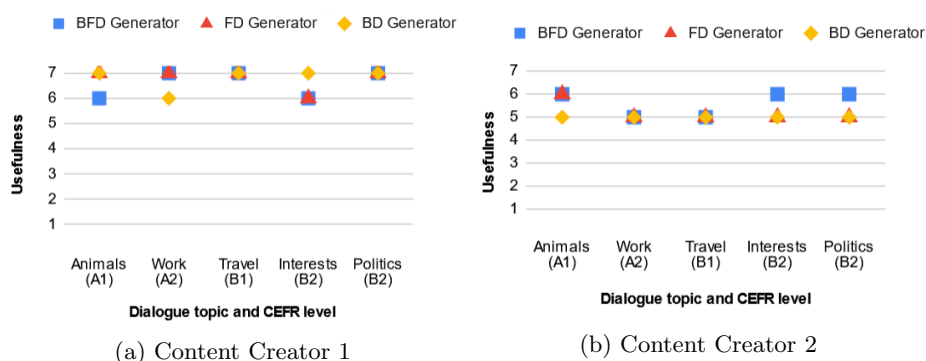 BFD Generator FD Generator BD Generator
7
6
5
4
3
2
1
Usefulness
Animals (A1) Work (A2) Travel (B1) Interests (B2) Politics (B2)
Dialogue topic and CEFR level
(a) Content Creator 1
BFD Generator FD Generator BD Generator
7
6
5
4
3
2
1
Usefulness
Animals (A1) Work (A2) Travel (B1) Interests (B2) Politics (B2)
Dialogue topic and CEFR level
(b) Content Creator 2